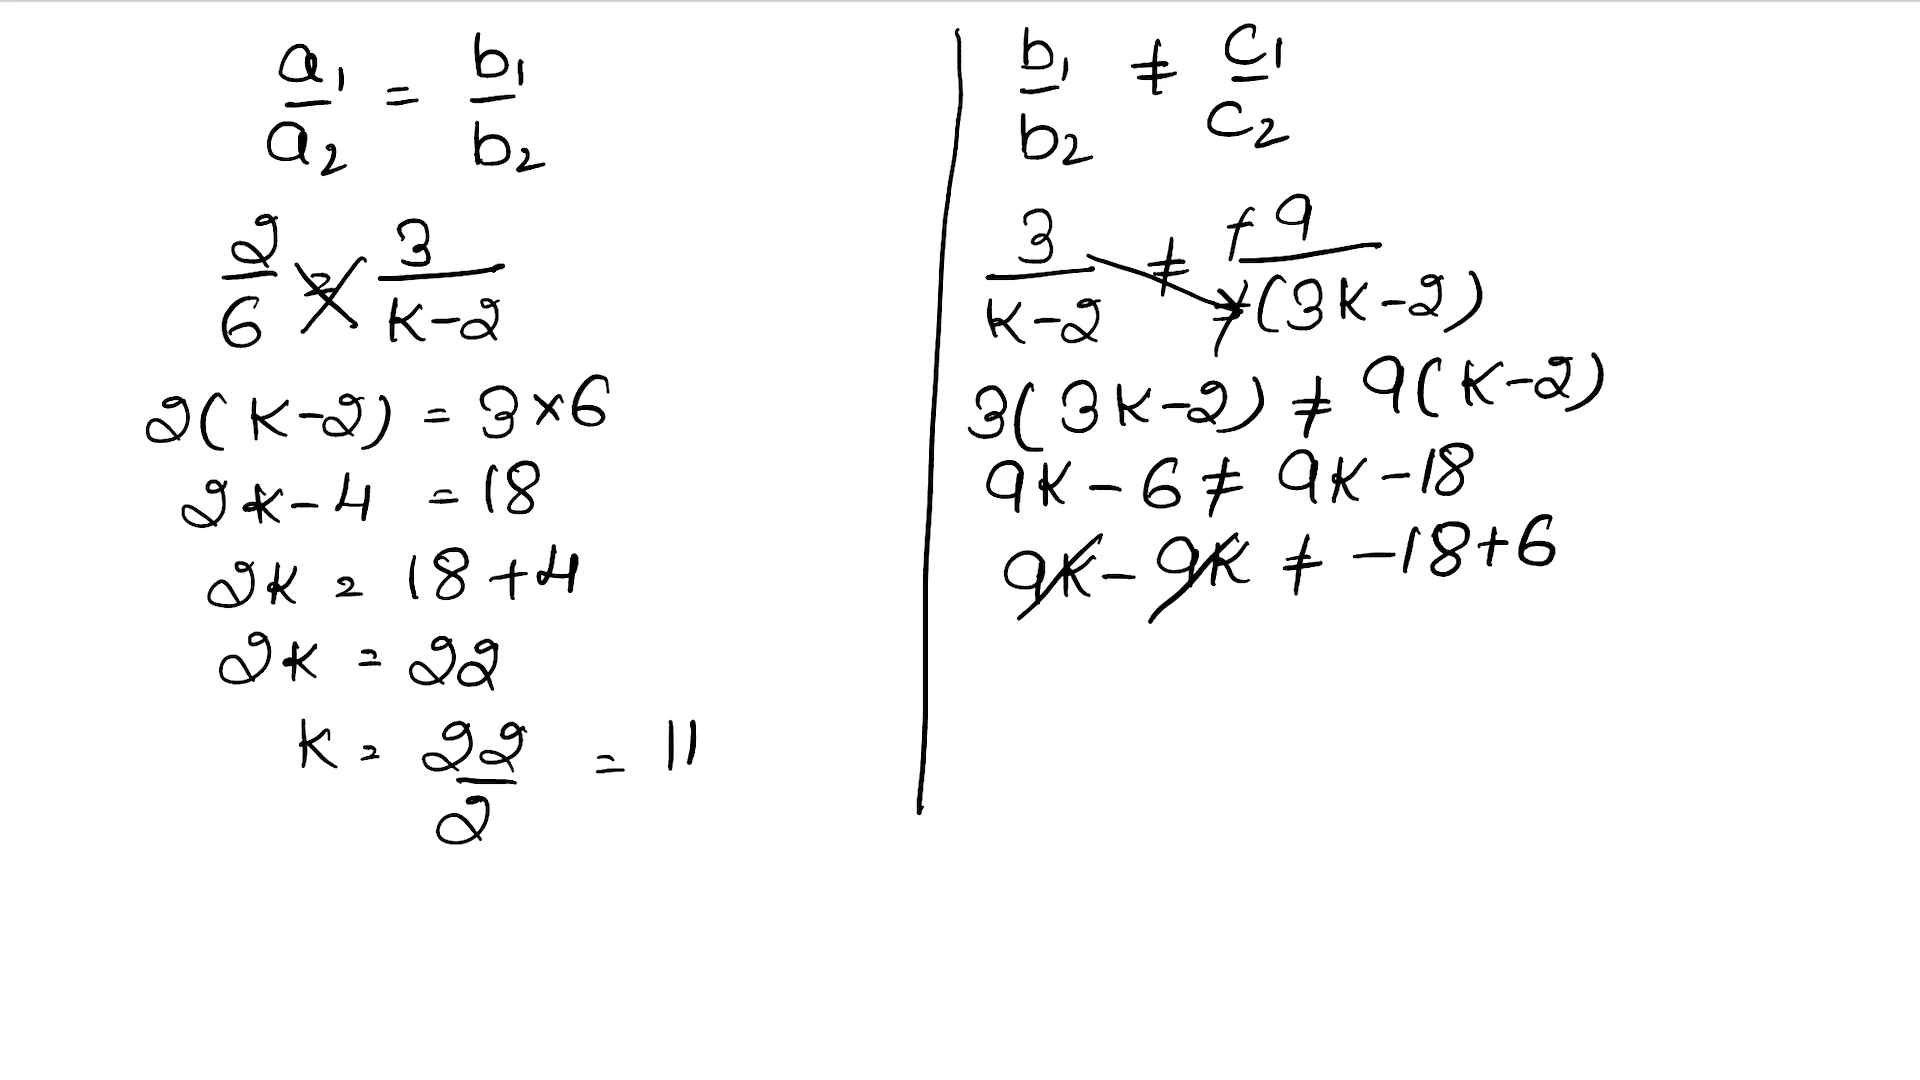 a1/a2 = b1/b2
2/6 = 3/(K-2)
2(K-2) = 3×6
2K-4 = 18
2K = 18+4
2K = 22
K = 22/2 = 11
b1/b2 ≠ c1/c2
3/(K-2) ≠ +9/+(3K-2)
3(3K-2) ≠ 9(K-2)
9K-6 ≠ 9K-18
9K-9K ≠ -18+6